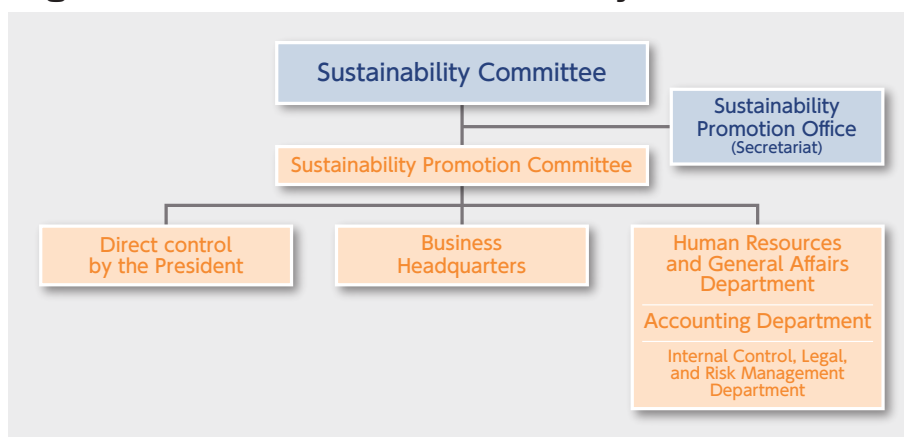 Sustainability Committee
Sustainability
Promotion Office
(Secretariat)
Sustainability Promotion Committee
Direct control
by the President
Business
Headquarters
Human Resources
and General Affairs
Department
Accounting Department
Internal Control, Legal,
and Risk Management
Department